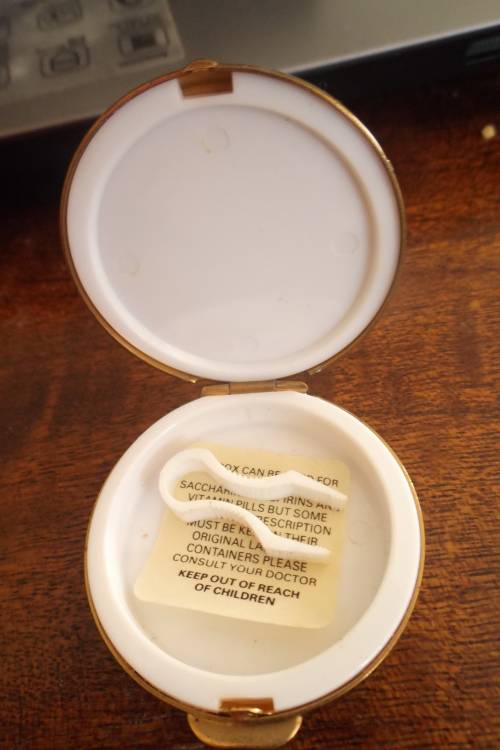 OX CAN BE FOR
VITAMIN PILLS BUT SOME
MUST BE THEIR
ORIGINAL
CONTAINERS PLEASE
CONSULT YOUR DOCTOR
KEEP OUT OF REACH
OF CHILDREN